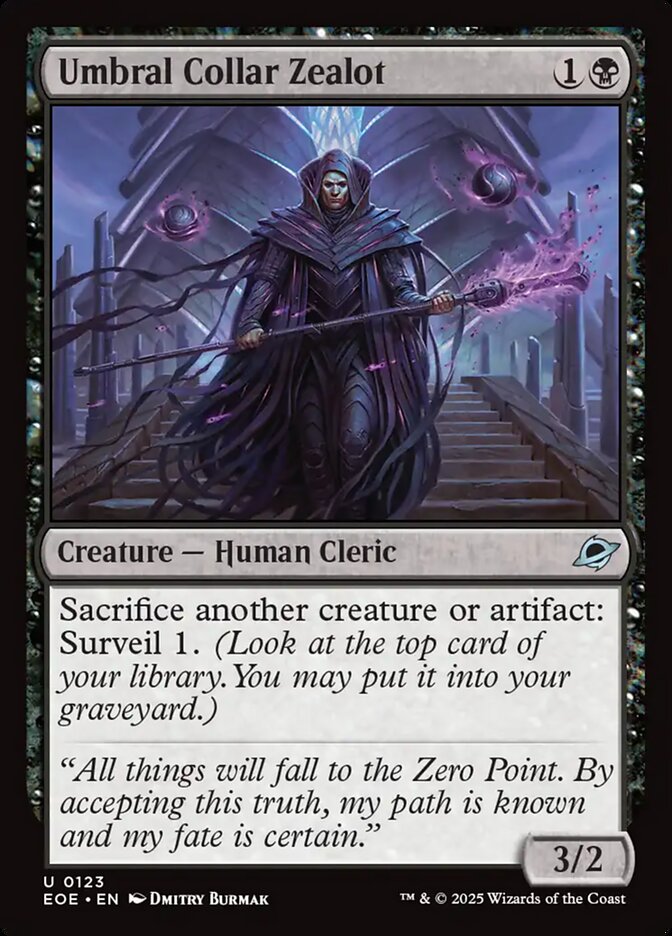 Umbral Collar Zealot 1
Creature — Human Cleric
Sacrifice another creature or artifact:
Surveil 1. (Look at the top card of
your library. You may put it into your
graveyard.)
“All things will fall to the Zero Point. By
accepting this truth, my path is known
and my fate is certain.”
3/2
U 0123
EOE • EN Dmitry Burmak ™ & © 2025 Wizards of the Coast